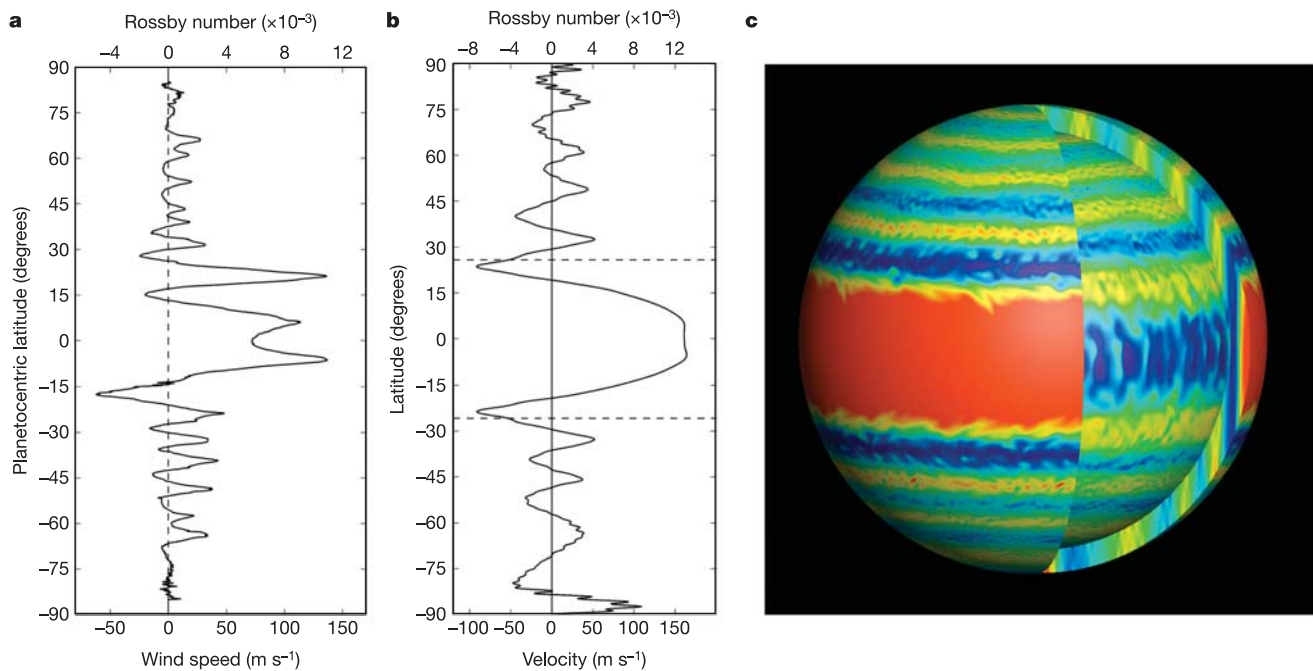 a
Rossby number (×10–3)
–4 0 4 8 12
Planetocentric latitude (degrees)
90
75
60
45
30
15
0
–15
–30
–45
–60
–75
–90
–50 0 50 100 150
Wind speed (m s–1)
b
Rossby number (×10–3)
–8 –4 0 4 8 12
Latitude (degrees)
90
75
60
45
30
15
0
–15
–30
–45
–60
–75
–90
–100 –50 0 50 100 150
Velocity (m s–1)
c